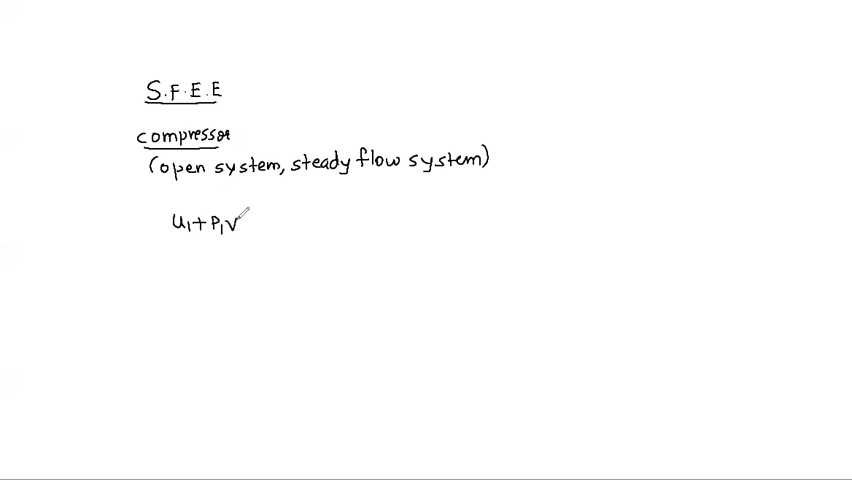 S.F.E.E
compressor
(open system, steady flow system)
u₁+P₁v